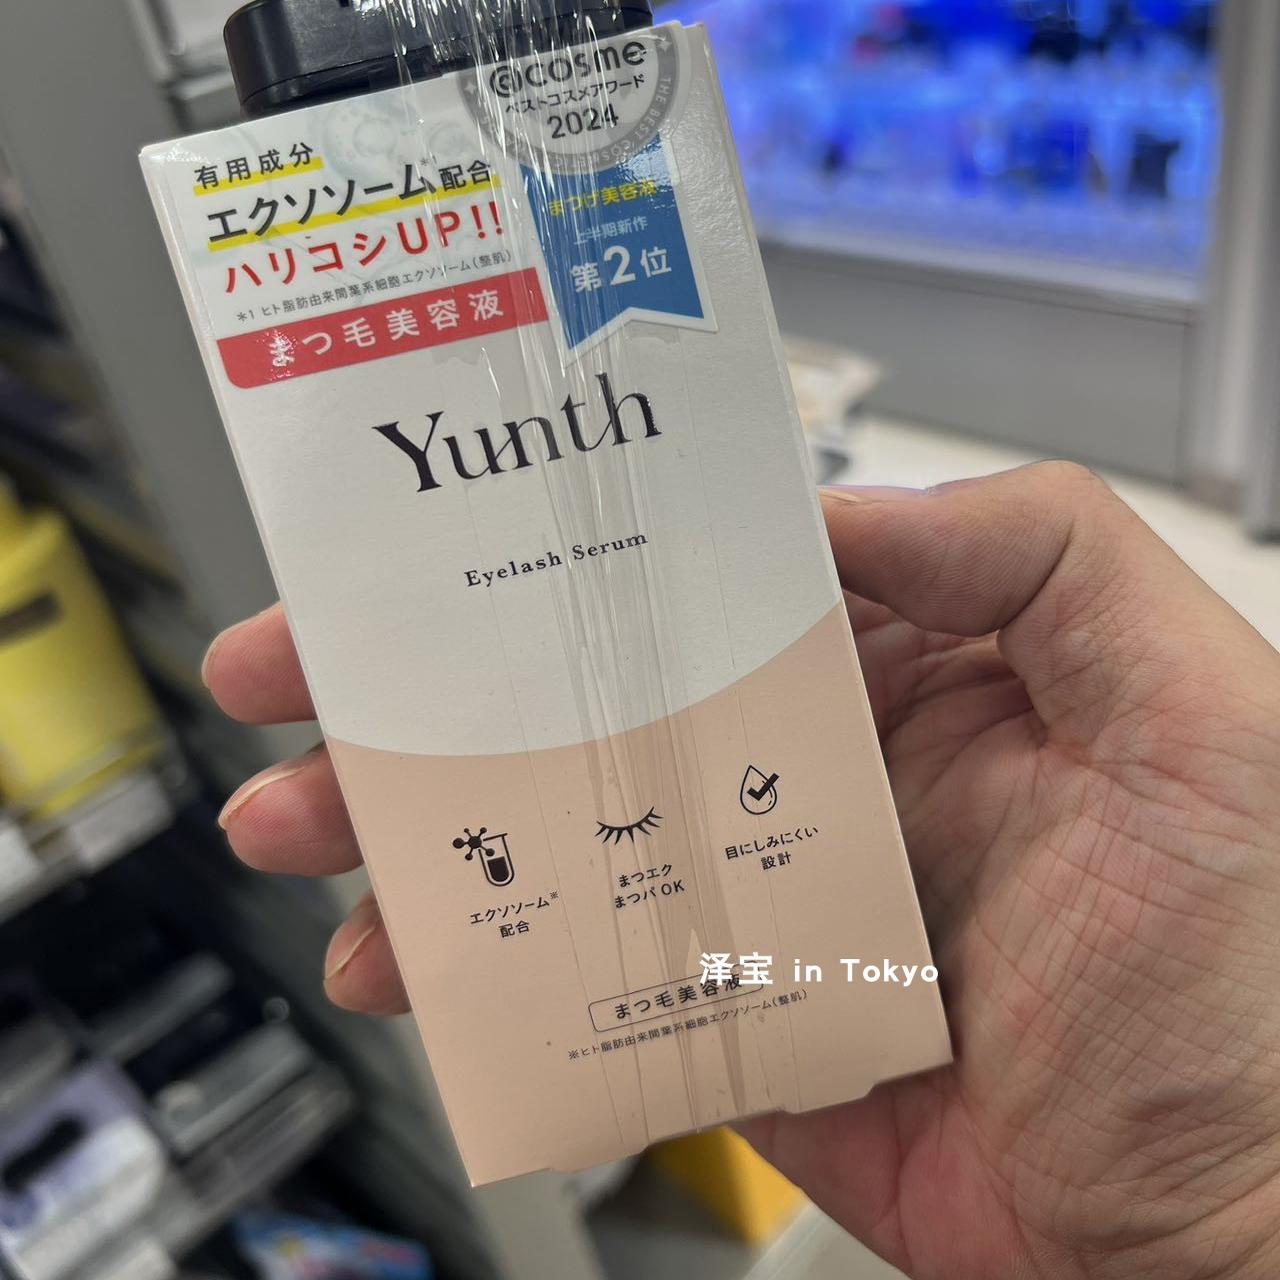 @cosme
ベストコスメアワード
2024
THE BEST COSMETIC
有用成分
エクソソーム*1配合
ハリコシUP!!
*1 ヒト脂肪由来間葉系細胞エクソソーム(整肌)
まつ毛美容液
まつげ美容液
上半期新作
第2位
Yunth
Eyelash Serum
エクソソーム※
配合
まつエク
まつパ OK
目にしみにくい
設計
まつ毛美容液
※ヒト脂肪由来間葉系細胞エクソソーム(整肌)
泽宝 in Tokyo